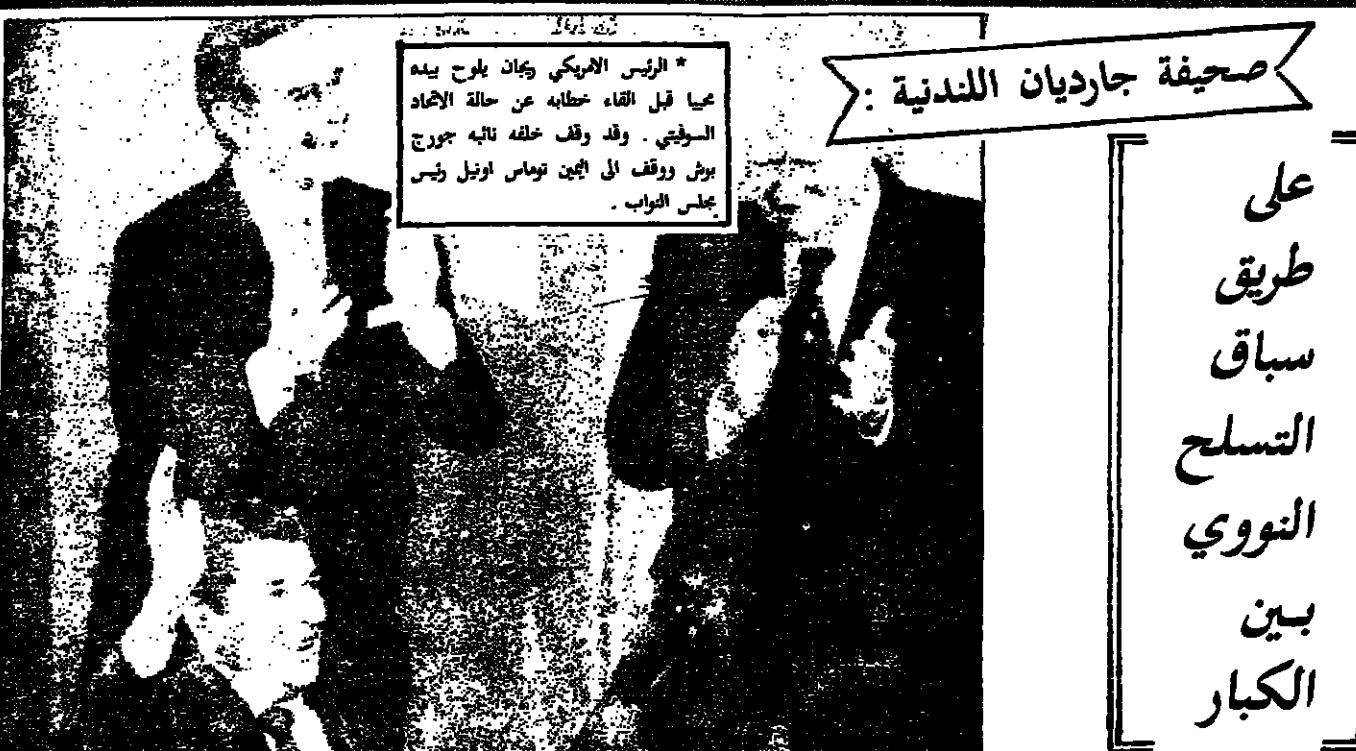 صحيفة جارديان اللندنية :
على
طريق
سباق
التسلح
النووي
بين
الكبار
* الرئيس الامريكي ريجان يلوح بيده
محييا قبل القاء خطابه عن حالة الاتحاد
السوفيتي . وقد وقف خلفه نائبه جورج
بوش ووقف الى اليمين توماس اونيل رئيس
مجلس النواب .